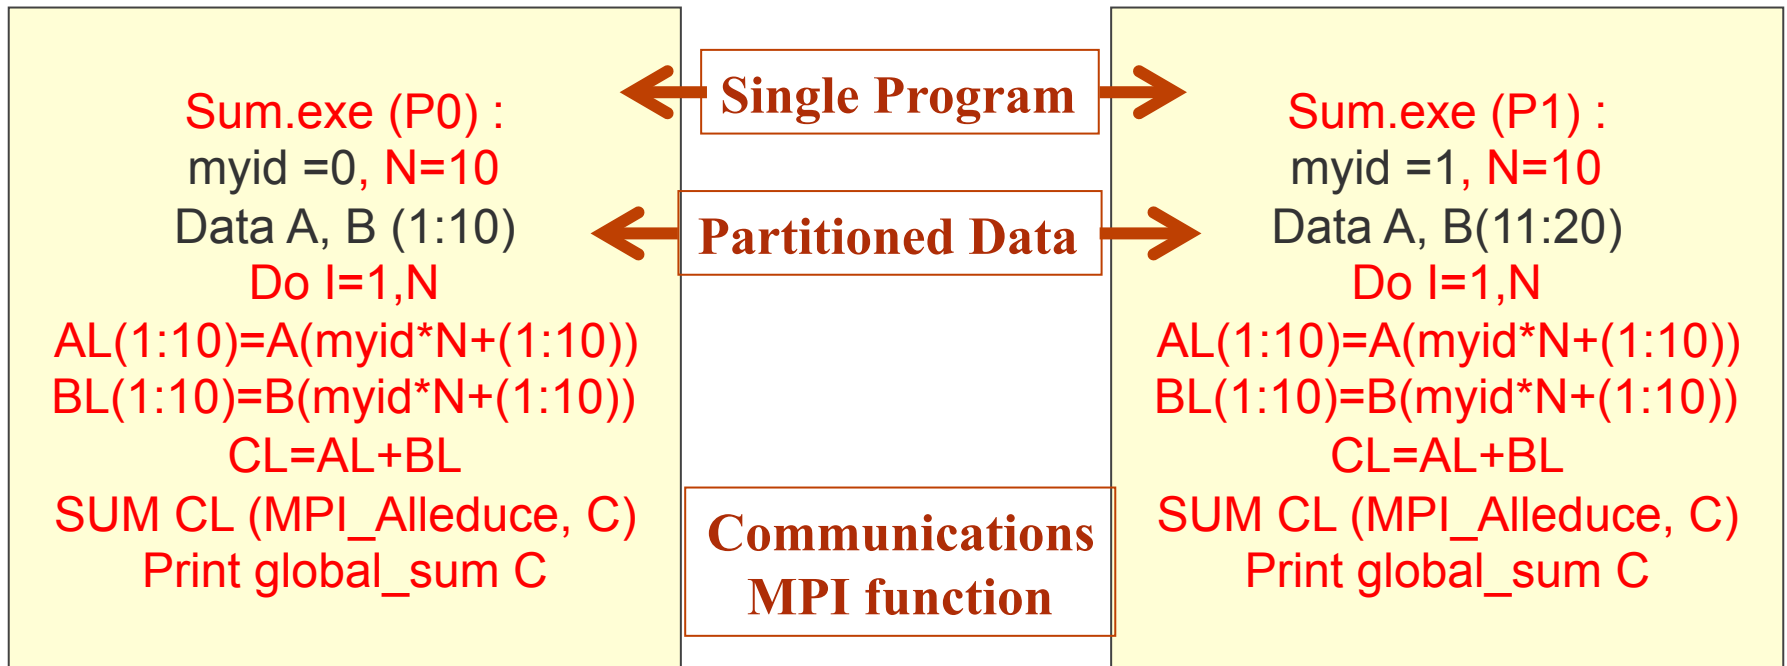 Sum.exe (P0) :
myid =0, N=10
Data A, B (1:10)
Do I=1,N
AL(1:10)=A(myid*N+(1:10))
BL(1:10)=B(myid*N+(1:10))
CL=AL+BL
SUM CL (MPI_Alleduce, C)
Print global_sum C
Single Program
Partitioned Data
Communications
MPI function
Sum.exe (P1) :
myid =1, N=10
Data A, B(11:20)
Do I=1,N
AL(1:10)=A(myid*N+(1:10))
BL(1:10)=B(myid*N+(1:10))
CL=AL+BL
SUM CL (MPI_Alleduce, C)
Print global_sum C